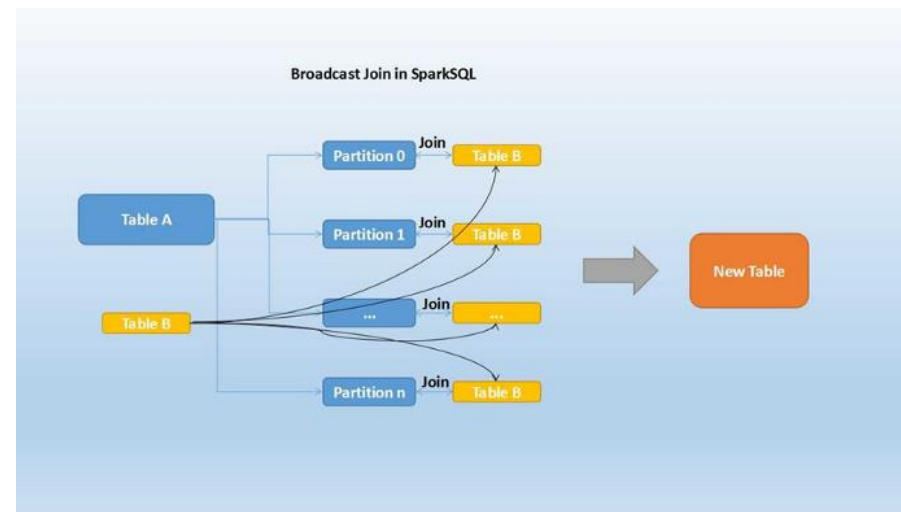 Broadcast Join in SparkSQL
Join
Partition 0
Table B
Table A
Join
Partition 1
Table B
Table B
Join
...
...
Join
Partition n
Table B
New Table